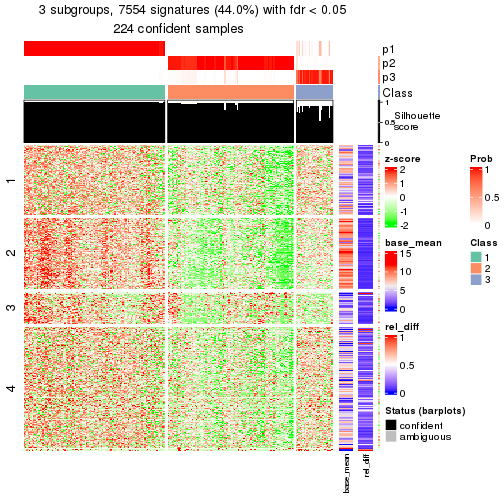 3 subgroups, 7554 signatures (44.0%) with fdr < 0.05
224 confident samples
p1
p2
p3
Class
1
0.5
0
Silhouette
score
1
2
3
4
base_mean
rel_diff
z-score
2
1
0
-1
-2
base_mean
15
10
5
0
rel_diff
1
0.5
0
Status (barplots)
confident
ambiguous
Prob
1
0.5
0
Class
1
2
3